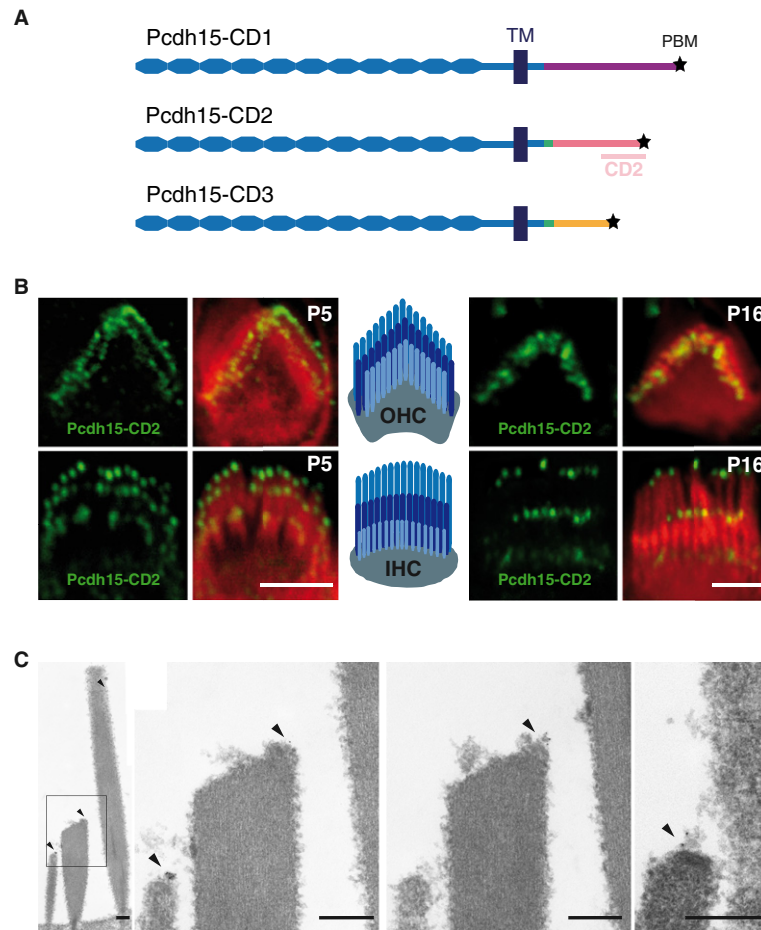 A
Pcdh15-CD1
TM
PBM
Pcdh15-CD2
CD2
Pcdh15-CD3
B
P5
P16
Pcdh15-CD2
OHC
Pcdh15-CD2
P5
P16
Pcdh15-CD2
IHC
Pcdh15-CD2
C